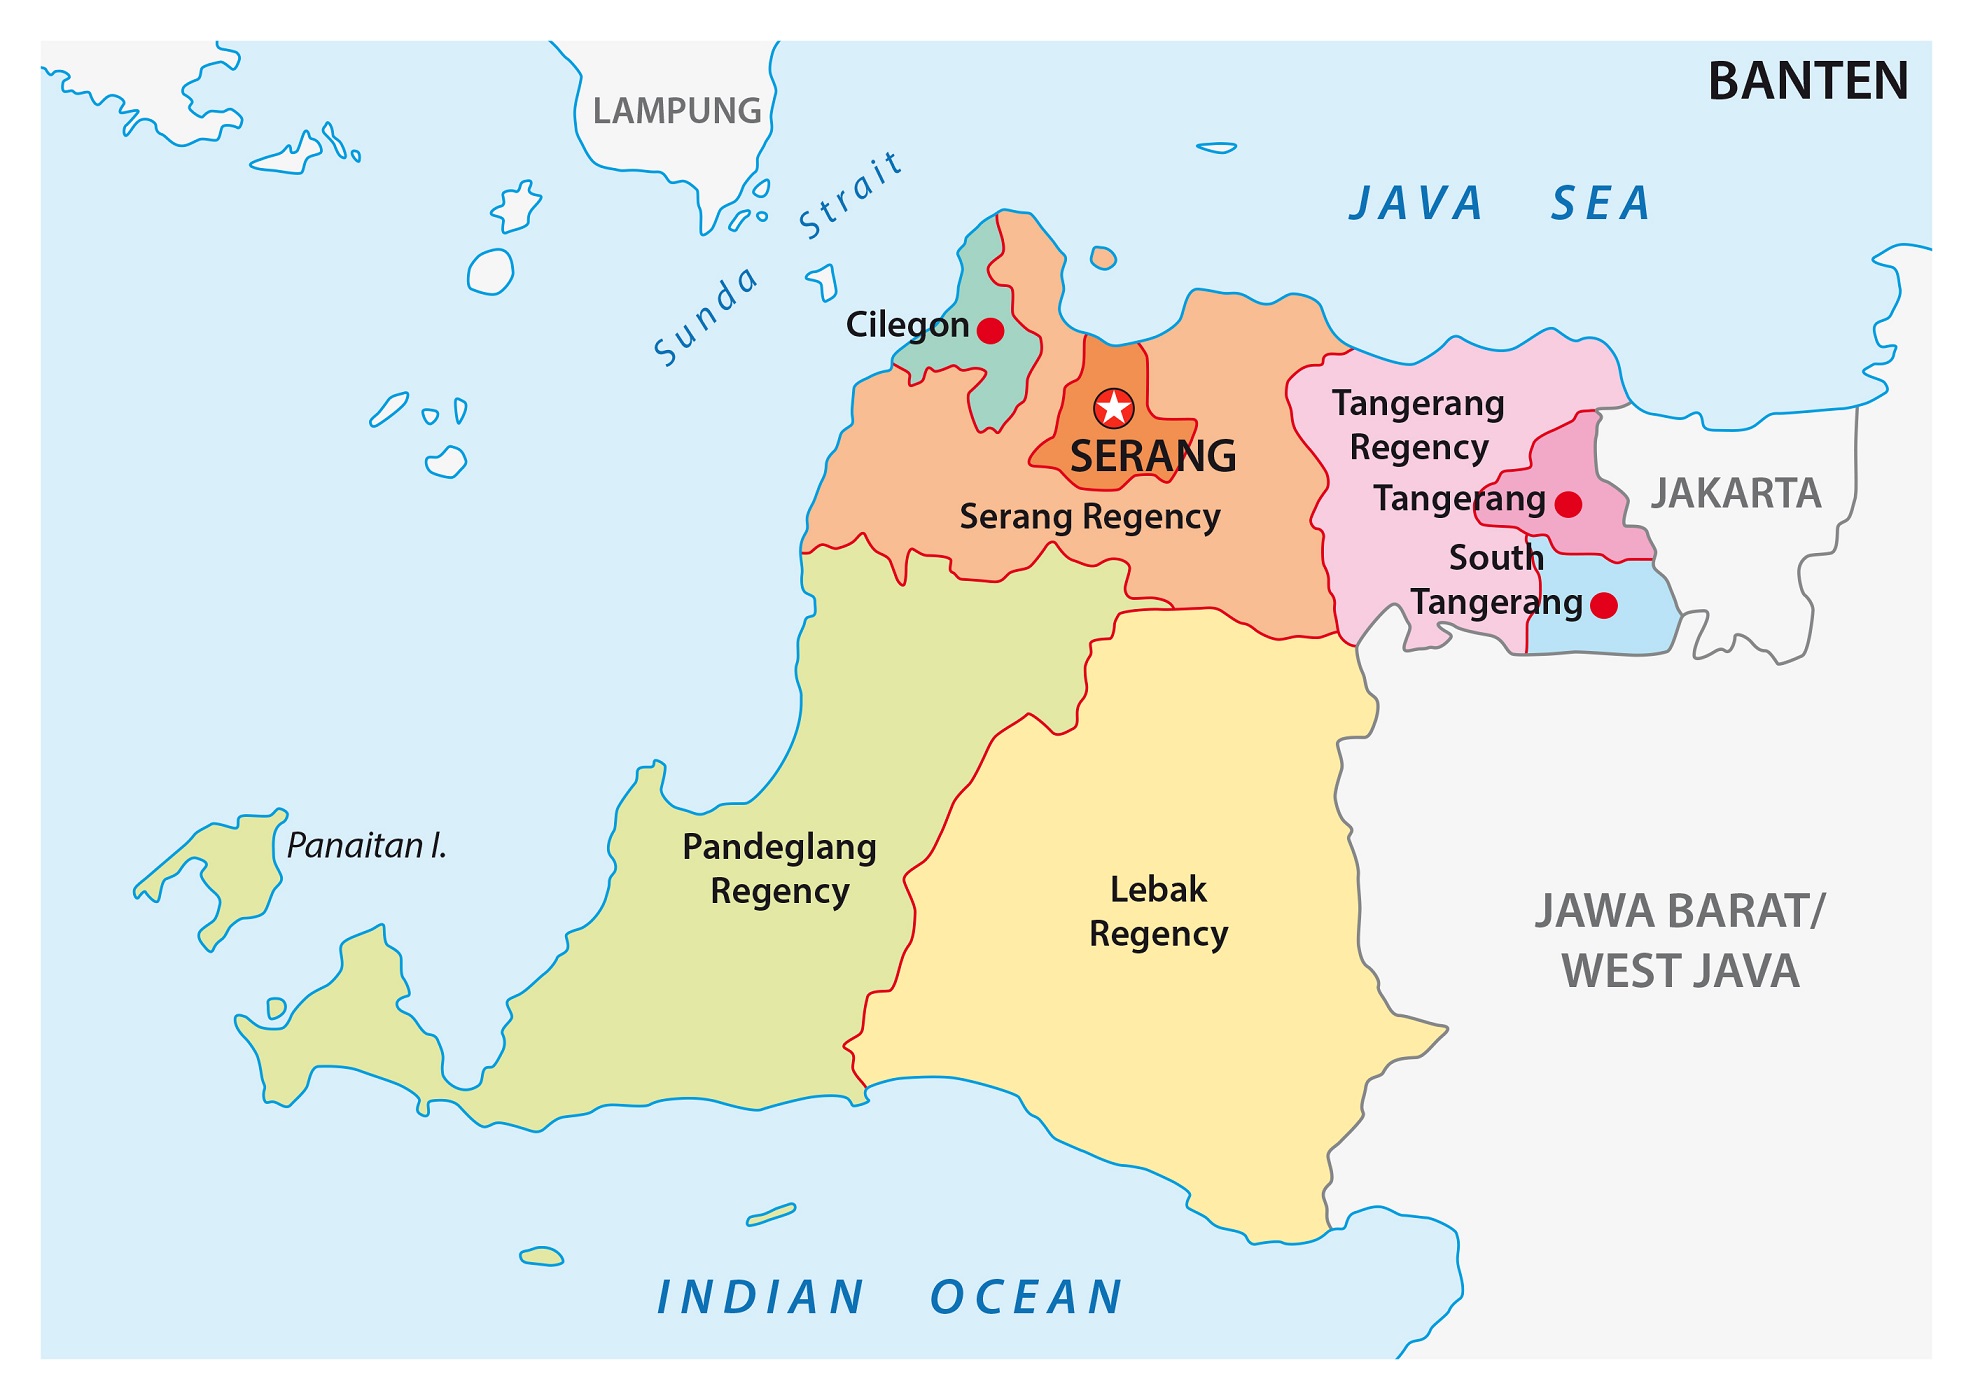 BANTEN
LAMPUNG
Sunda Strait
JAVA SEA
Cilegon
SERANG
Serang Regency
Tangerang
Regency
Tangerang
South
Tangerang
JAKARTA
Panaitan I.
Pandeglang
Regency
Lebak
Regency
JAWA BARAT/
WEST JAVA
INDIAN OCEAN